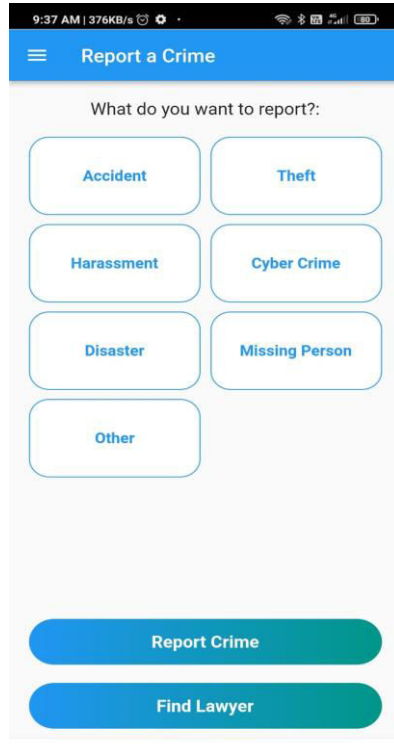 9:37 AM | 376KB/s
Report a Crime
What do you want to report?:
Accident
Theft
Harassment
Cyber Crime
Disaster
Missing Person
Other
Report Crime
Find Lawyer